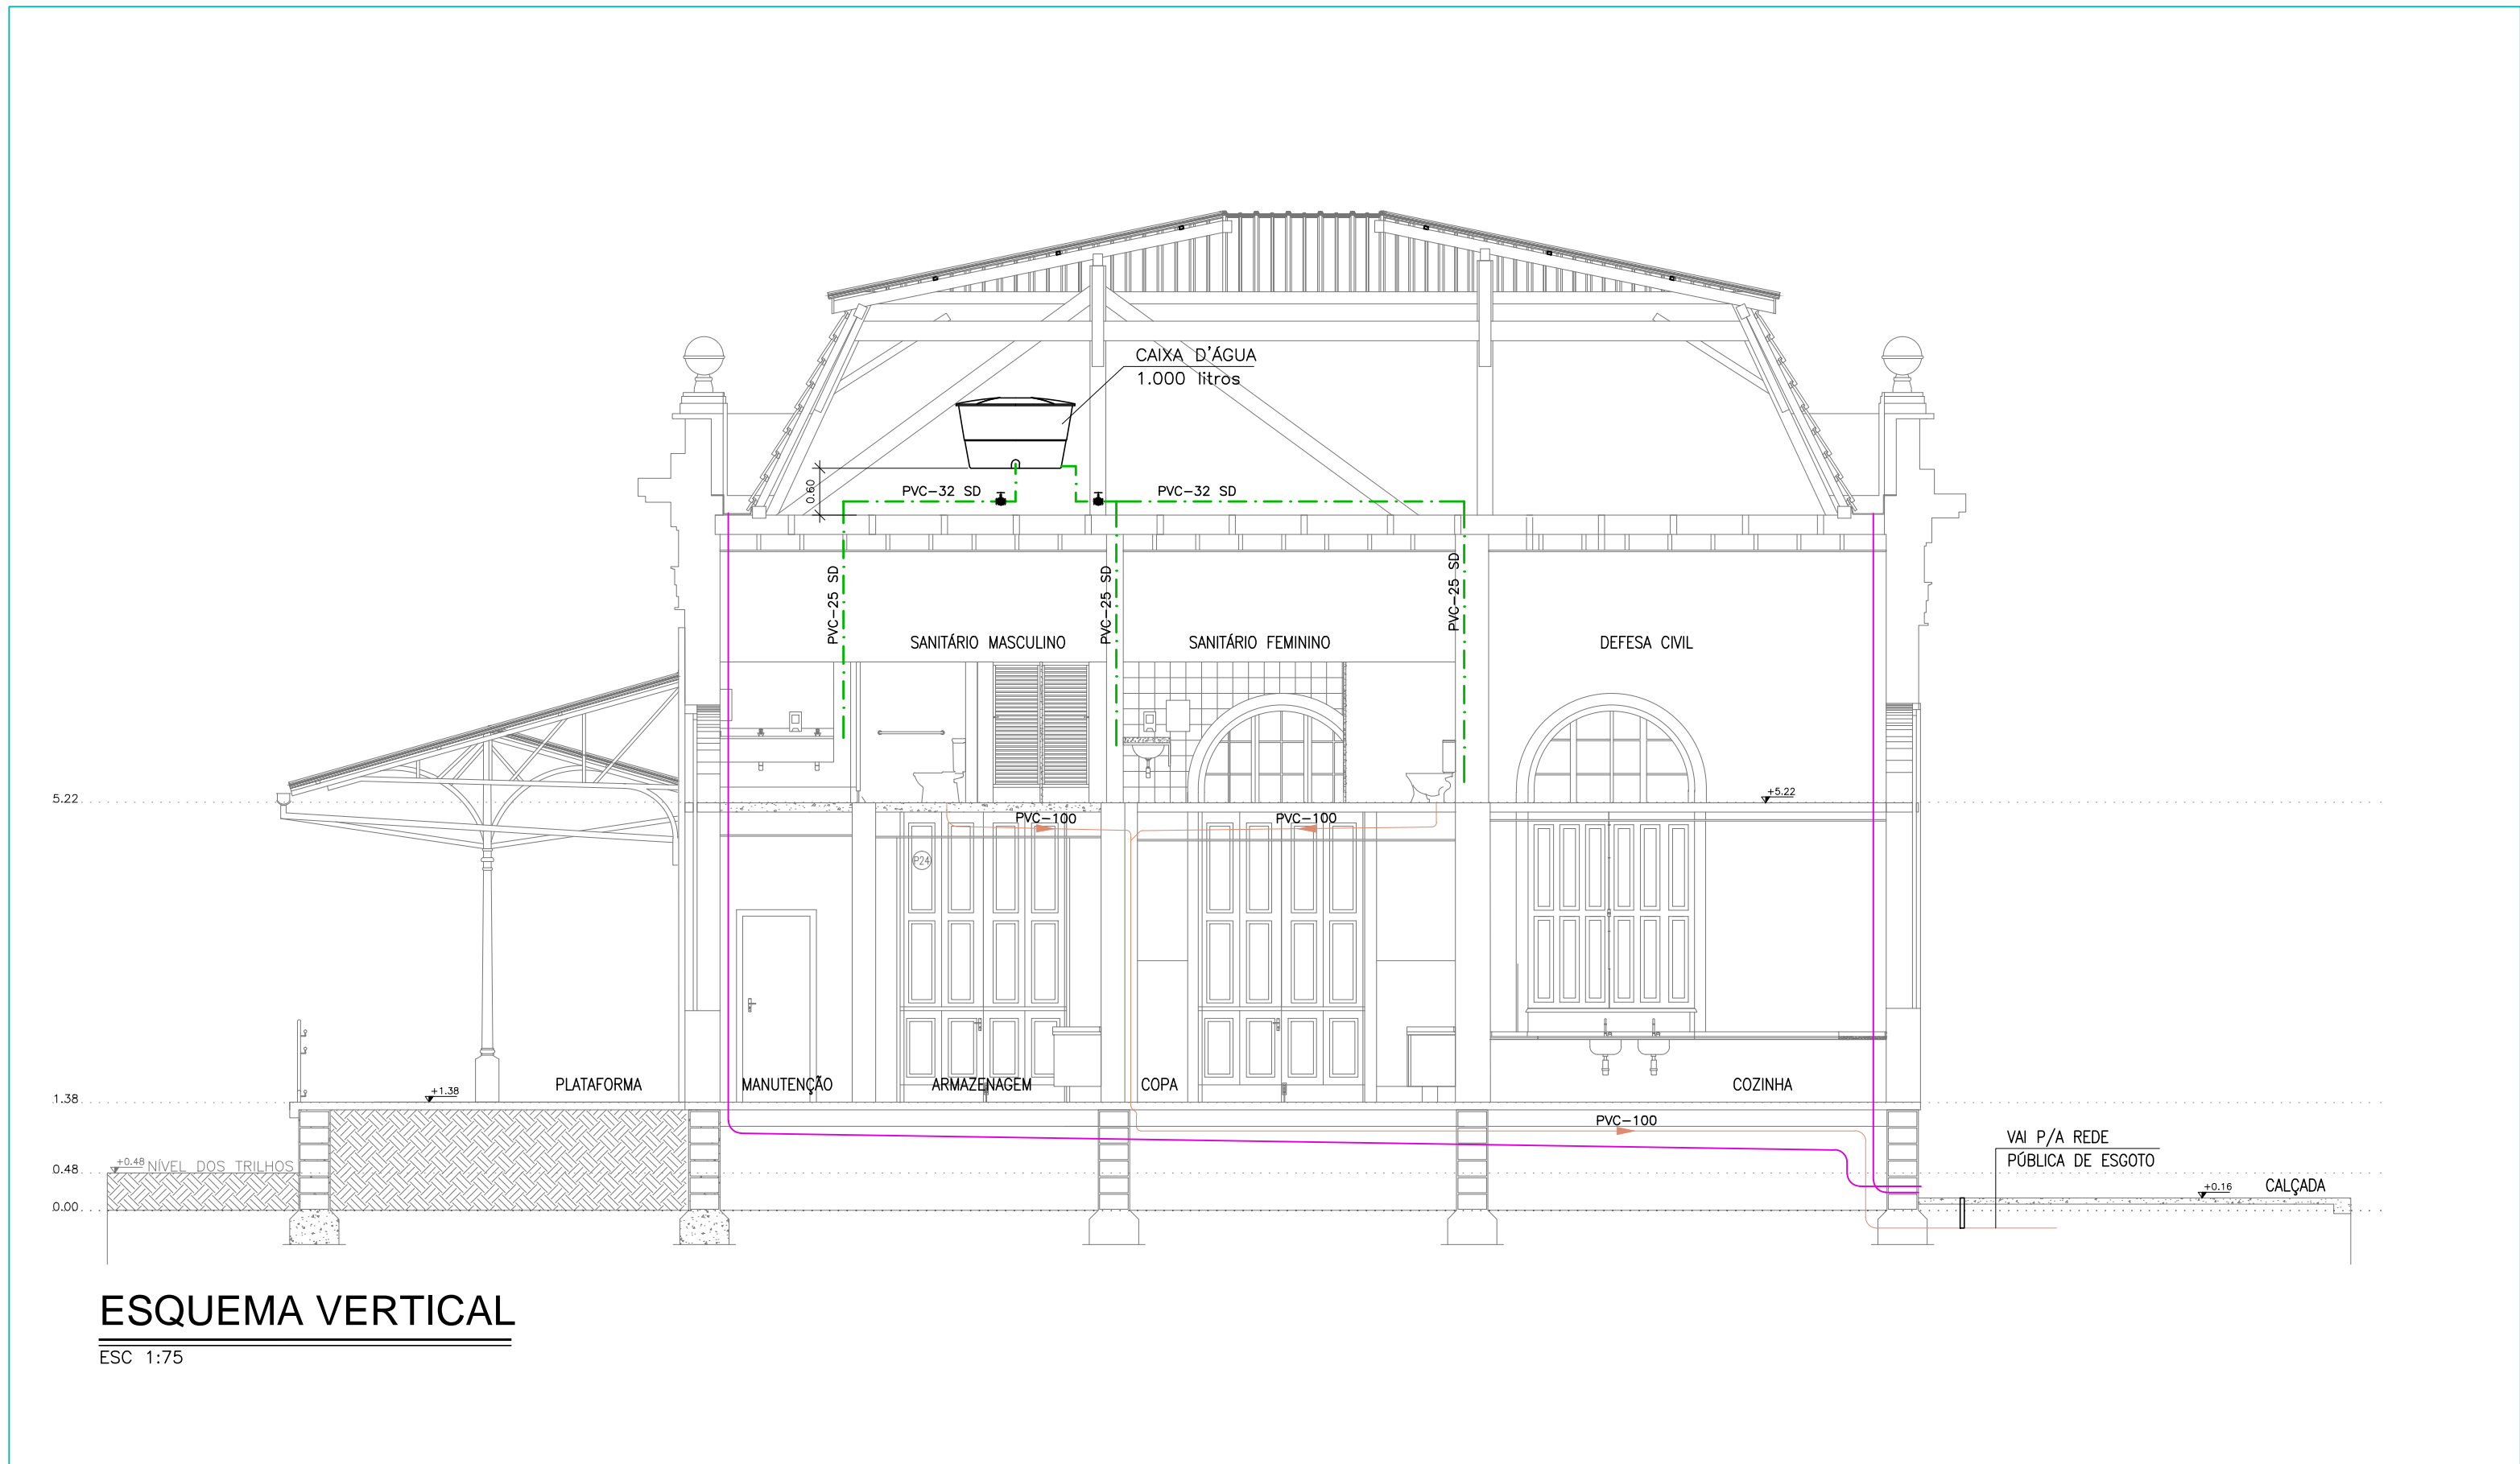 CAIXA D'ÁGUA
1.000 litros
0.60
PVC-32 SD
PVC-32 SD
PVC-25 SD
PVC-25 SD
PVC-25 SD
SANITÁRIO MASCULINO
SANITÁRIO FEMININO
DEFESA CIVIL
5.22
+5.22
PVC-100
PVC-100
P24
PLATAFORMA
MANUTENÇÃO
ARMAZENAGEM
COPA
COZINHA
1.38
+1.38
PVC-100
VAI P/A REDE
PÚBLICA DE ESGOTO
+0.48 NÍVEL DOS TRILHOS
0.48
+0.16
CALÇADA
0.00
ESQUEMA VERTICAL
ESC 1:75